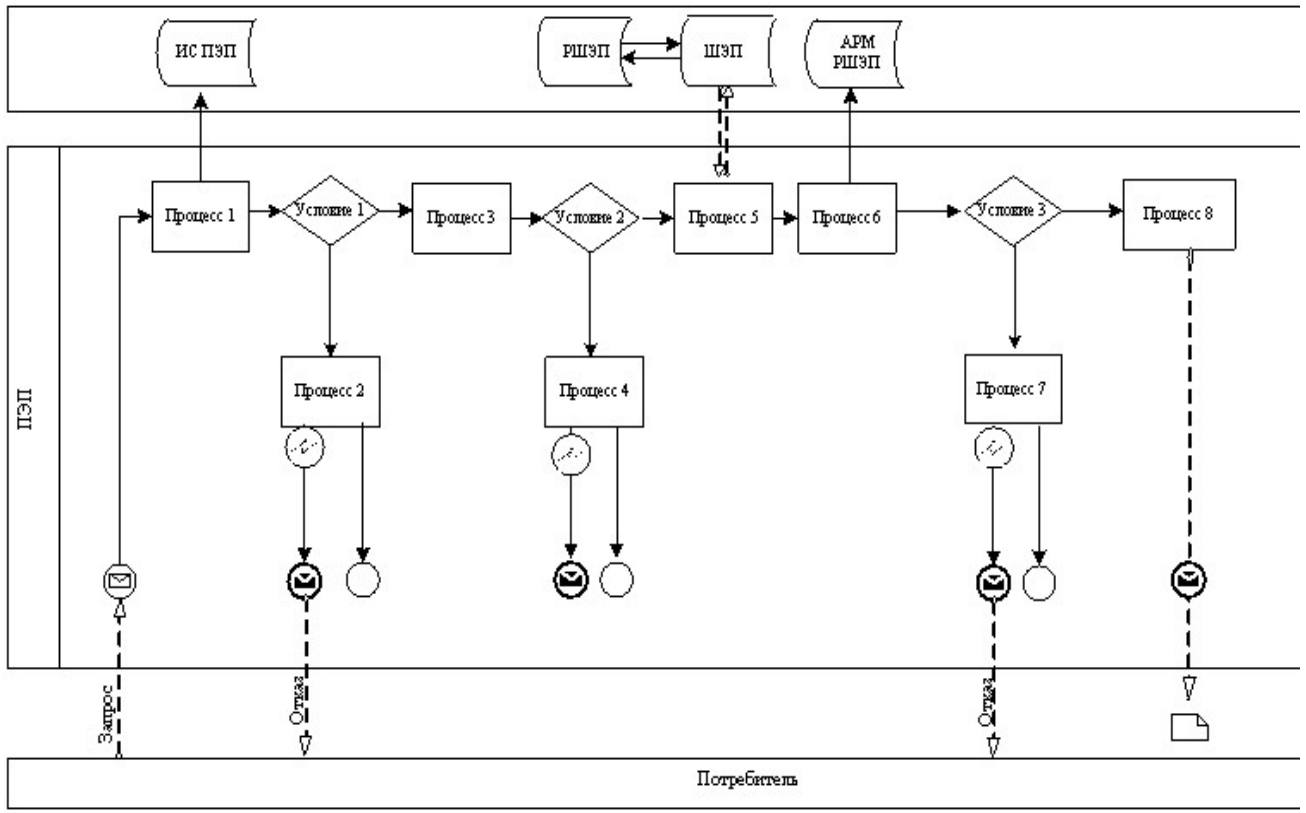 ИС ПЭП
РШЭП
ШЭП
АРМ
РШЭП
ПЭП
Процесс 1
Условие 1
Процесс 3
Условие 2
Процесс 5
Процесс 6
Условие 3
Процесс 8
Процесс 2
Процесс 4
Процесс 7
Запрос
Отказ
Отказ
Потребитель